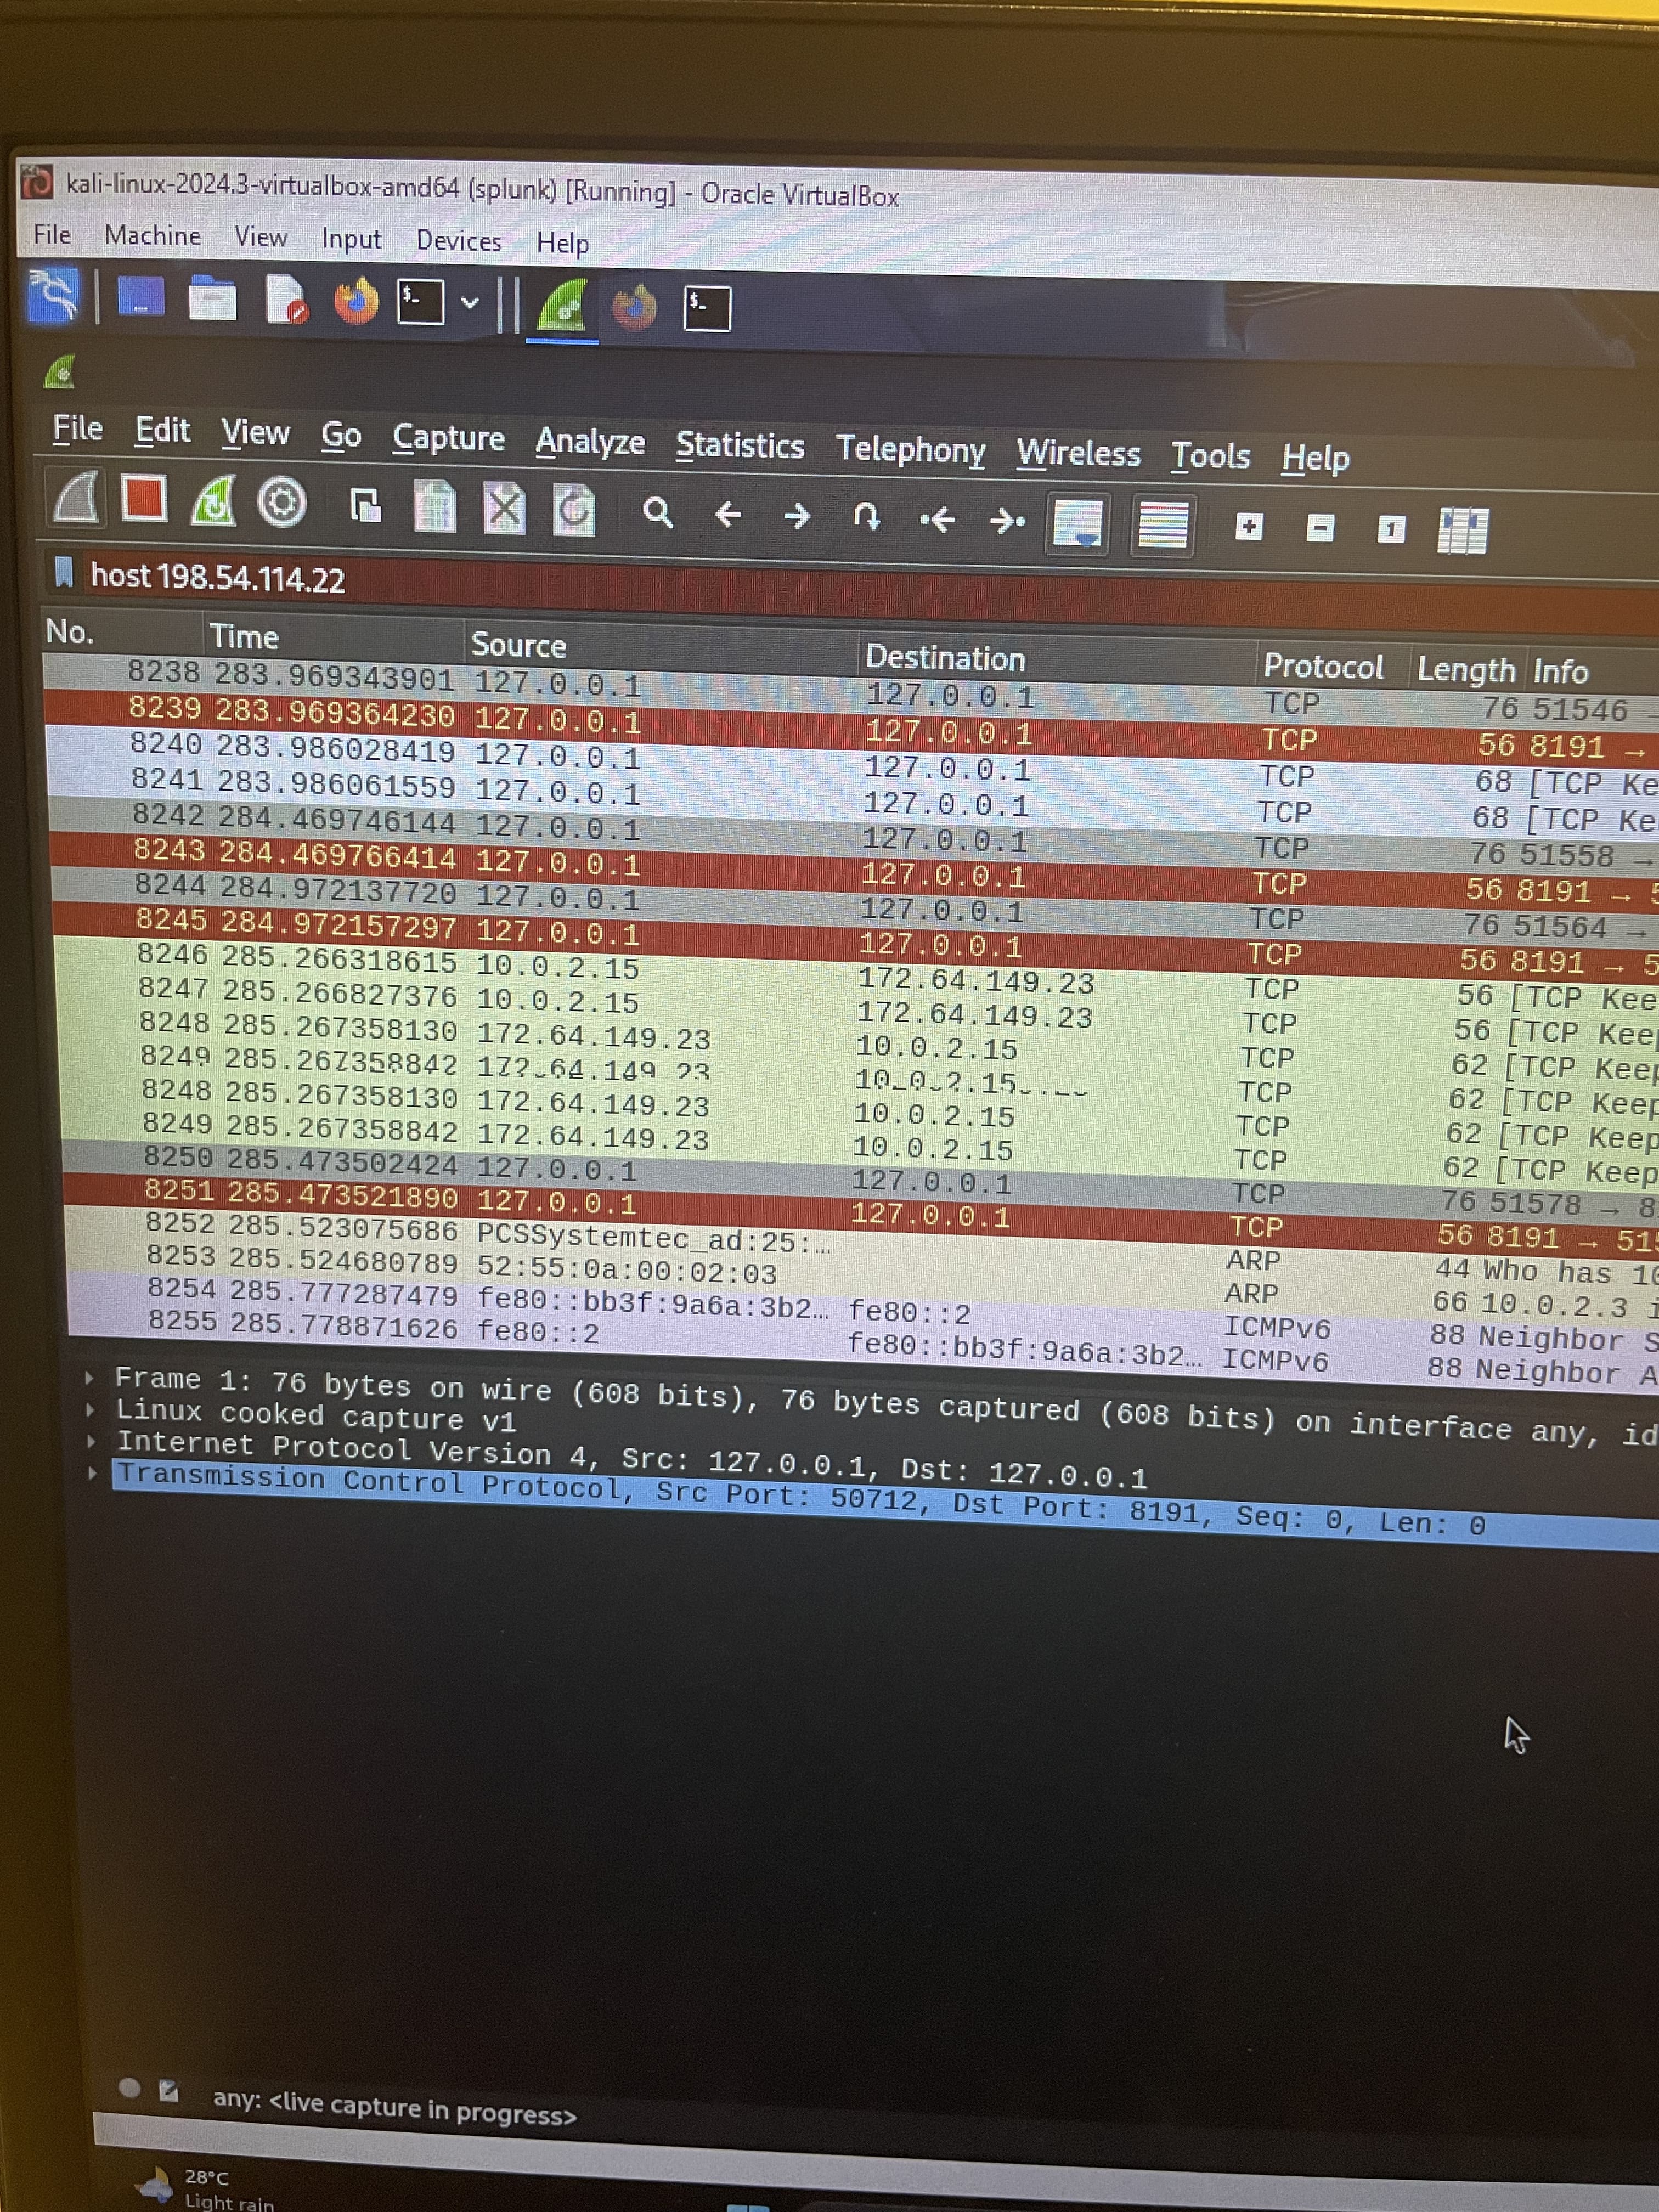 kali-linux-2024.3-virtualbox-amd64 (splunk) [Running] - Oracle VirtualBox
File Machine View Input Devices Help
$_ $_
File Edit View Go Capture Analyze Statistics Telephony Wireless Tools Help
1
host 198.54.114.22
No. Time Source Destination Protocol Length Info
8238 283.969343901 127.0.0.1 127.0.0.1 TCP 76 51546 →
8239 283.969364230 127.0.0.1 127.0.0.1 TCP 56 8191 →
8240 283.986028419 127.0.0.1 127.0.0.1 TCP 68 [TCP Ke
8241 283.986061559 127.0.0.1 127.0.0.1 TCP 68 [TCP Ke
8242 284.469746144 127.0.0.1 127.0.0.1 TCP 76 51558 →
8243 284.469766414 127.0.0.1 127.0.0.1 TCP 56 8191 → 5
8244 284.972137720 127.0.0.1 127.0.0.1 TCP 76 51564 →
8245 284.972157297 127.0.0.1 127.0.0.1 TCP 56 8191 → 5
8246 285.266318615 10.0.2.15 172.64.149.23 TCP 56 [TCP Kee
8247 285.266827376 10.0.2.15 172.64.149.23 TCP 56 [TCP Keep
8248 285.267358130 172.64.149.23 10.0.2.15 TCP 62 [TCP Keep
8249 285.267358842 172.64.149.23 10.0.2.15 TCP 62 [TCP Keep
8248 285.267358130 172.64.149.23 10.0.2.15 TCP 62 [TCP Keep
8249 285.267358842 172.64.149.23 10.0.2.15 TCP 62 [TCP Keep
8250 285.473502424 127.0.0.1 127.0.0.1 TCP 76 51578 → 8
8251 285.473521890 127.0.0.1 127.0.0.1 TCP 56 8191 → 515
8252 285.523075686 PCSSystemtec_ad:25:… ARP 44 Who has 10
8253 285.524680789 52:55:0a:00:02:03 ARP 66 10.0.2.3 i
8254 285.777287479 fe80::bb3f:9a6a:3b2… fe80::2 ICMPv6 88 Neighbor S
8255 285.778871626 fe80::2 fe80::bb3f:9a6a:3b2… ICMPv6 88 Neighbor A
Frame 1: 76 bytes on wire (608 bits), 76 bytes captured (608 bits) on interface any, id
Linux cooked capture v1
Internet Protocol Version 4, Src: 127.0.0.1, Dst: 127.0.0.1
Transmission Control Protocol, Src Port: 50712, Dst Port: 8191, Seq: 0, Len: 0
any: <live capture in progress>
28°C
Light rain